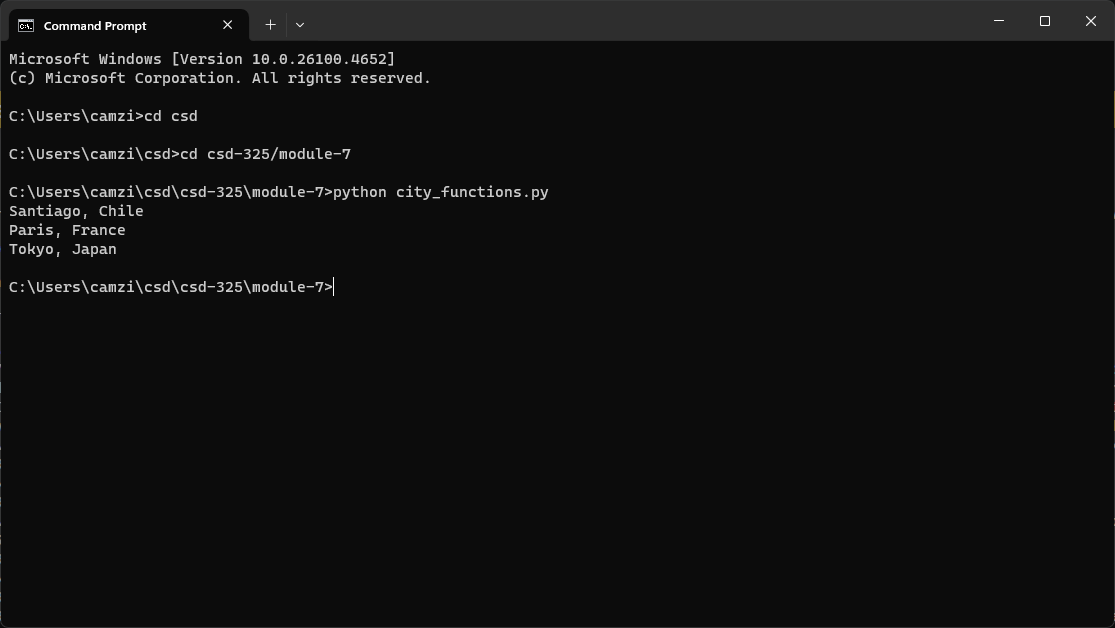 Command Prompt
Microsoft Windows [Version 10.0.26100.4652]
(c) Microsoft Corporation. All rights reserved.
C:\Users\camzi>cd csd
C:\Users\camzi\csd>cd csd-325/module-7
C:\Users\camzi\csd\csd-325\module-7>python city_functions.py
Santiago, Chile
Paris, France
Tokyo, Japan
C:\Users\camzi\csd\csd-325\module-7>